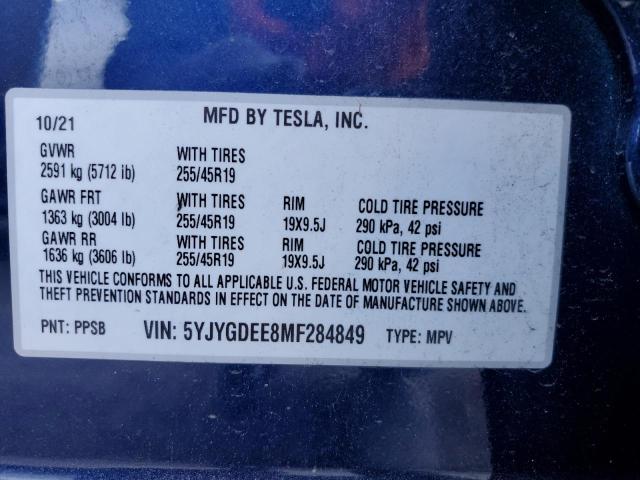 MFD BY TESLA, INC.
10/21
GVWR WITH TIRES
2591 kg (5712 lb) 255/45R19
GAWR FRT WITH TIRES RIM COLD TIRE PRESSURE
1363 kg (3004 lb) 255/45R19 19X9.5J 290 kPa, 42 psi
GAWR RR WITH TIRES RIM COLD TIRE PRESSURE
1636 kg (3606 lb) 255/45R19 19X9.5J 290 kPa, 42 psi
THIS VEHICLE CONFORMS TO ALL APPLICABLE U.S. FEDERAL MOTOR VEHICLE SAFETY AND
THEFT PREVENTION STANDARDS IN EFFECT ON THE DATE OF MANUFACTURE SHOWN ABOVE.
PNT: PPSB VIN: 5YJYGDEE8MF284849 TYPE: MPV